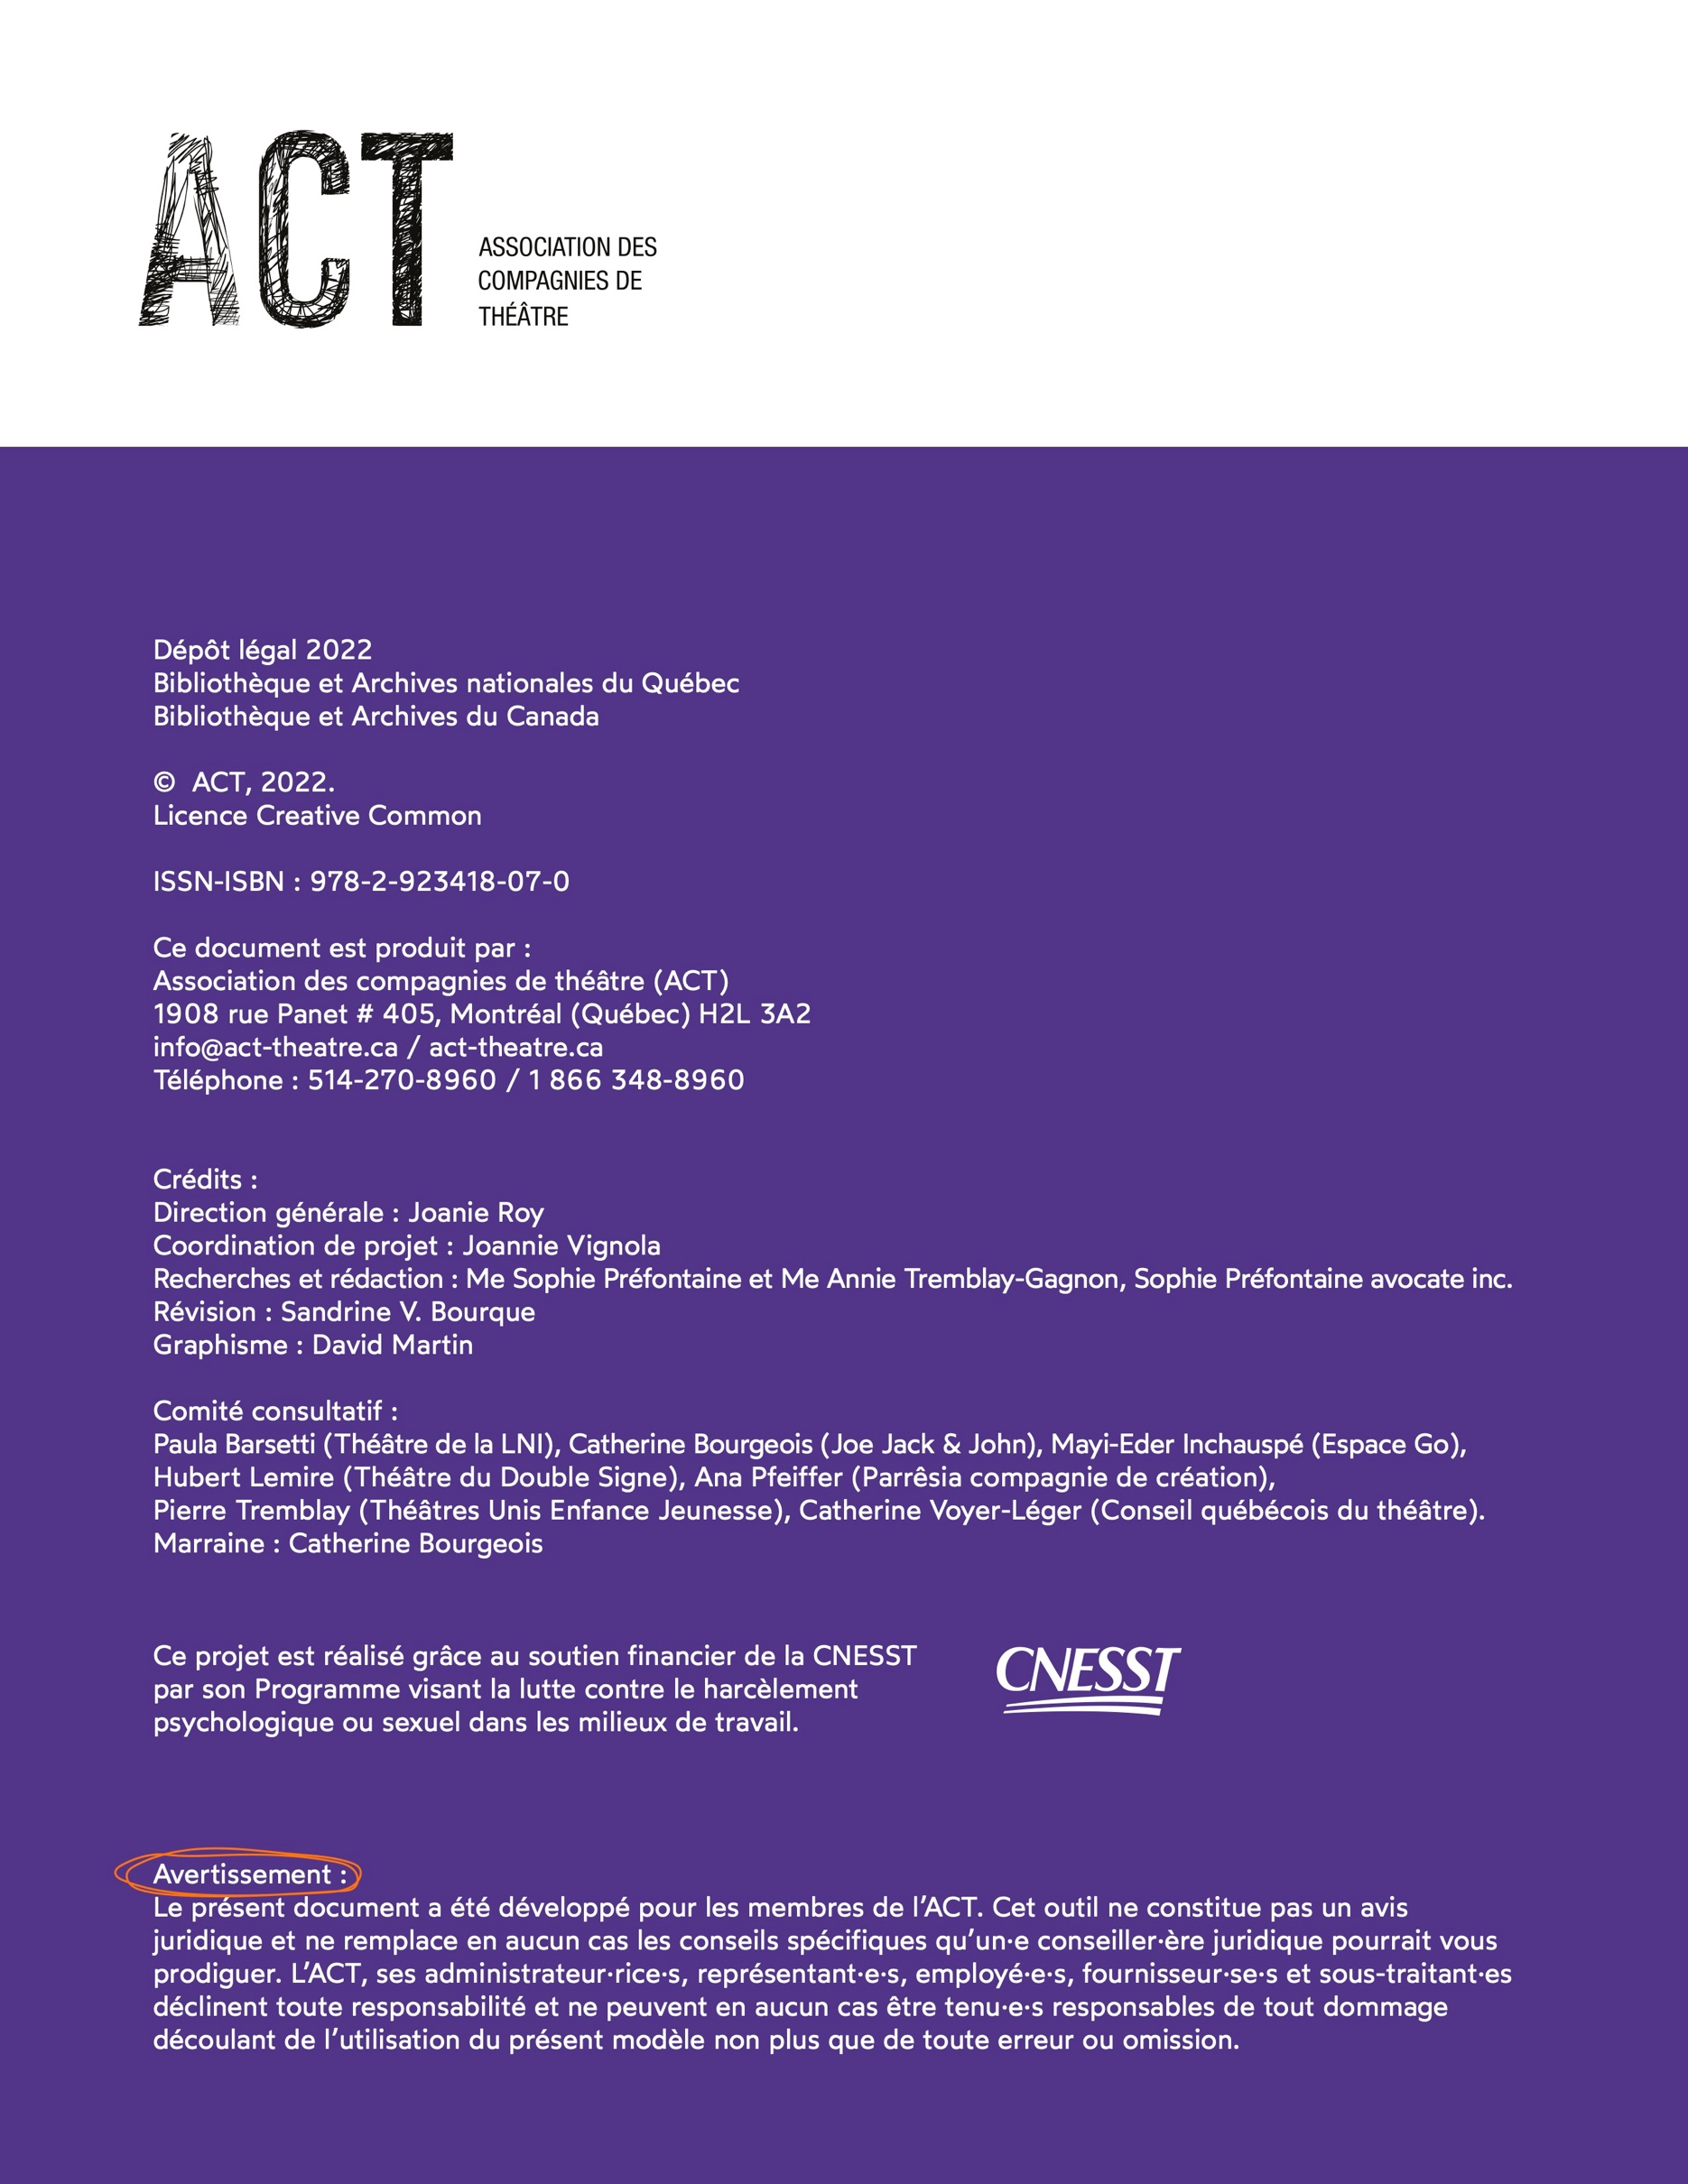 ACT
ASSOCIATION DES
COMPAGNIES DE
THÉÂTRE
Dépôt légal 2022
Bibliothèque et Archives nationales du Québec
Bibliothèque et Archives du Canada
© ACT, 2022.
Licence Creative Common
ISSN-ISBN : 978-2-923418-07-0
Ce document est produit par :
Association des compagnies de théâtre (ACT)
1908 rue Panet # 405, Montréal (Québec) H2L 3A2
info@act-theatre.ca / act-theatre.ca
Téléphone : 514-270-8960 / 1 866 348-8960
Crédits :
Direction générale : Joanie Roy
Coordination de projet : Joannie Vignola
Recherches et rédaction : Me Sophie Préfontaine et Me Annie Tremblay-Gagnon, Sophie Préfontaine avocate inc.
Révision : Sandrine V. Bourque
Graphisme : David Martin
Comité consultatif :
Paula Barsetti (Théâtre de la LNI), Catherine Bourgeois (Joe Jack & John), Mayi-Eder Inchauspé (Espace Go),
Hubert Lemire (Théâtre du Double Signe), Ana Pfeiffer (Parrêsia compagnie de création),
Pierre Tremblay (Théâtres Unis Enfance Jeunesse), Catherine Voyer-Léger (Conseil québécois du théâtre).
Marraine : Catherine Bourgeois
Ce projet est réalisé grâce au soutien financier de la CNESST
par son Programme visant la lutte contre le harcèlement
psychologique ou sexuel dans les milieux de travail.
CNESST
Avertissement :
Le présent document a été développé pour les membres de l’ACT. Cet outil ne constitue pas un avis
juridique et ne remplace en aucun cas les conseils spécifiques qu’un·e conseiller·ère juridique pourrait vous
prodiguer. L’ACT, ses administrateur·rice·s, représentant·e·s, employé·e·s, fournisseur·se·s et sous-traitant·es
déclinent toute responsabilité et ne peuvent en aucun cas être tenu·e·s responsables de tout dommage
découlant de l’utilisation du présent modèle non plus que de toute erreur ou omission.